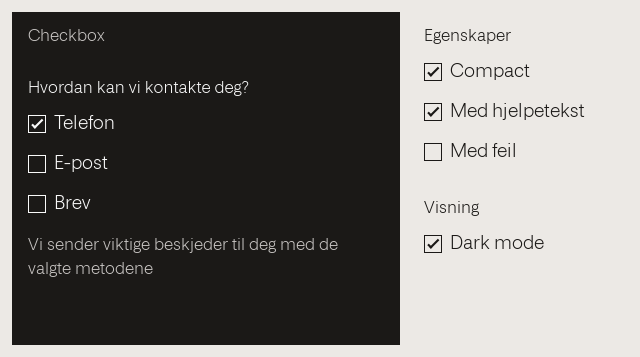 Checkbox
Hvordan kan vi kontakte deg?
Telefon
E-post
Brev
Vi sender viktige beskjeder til deg med de
valgte metodene
Egenskaper
Compact
Med hjelpetekst
Med feil
Visning
Dark mode